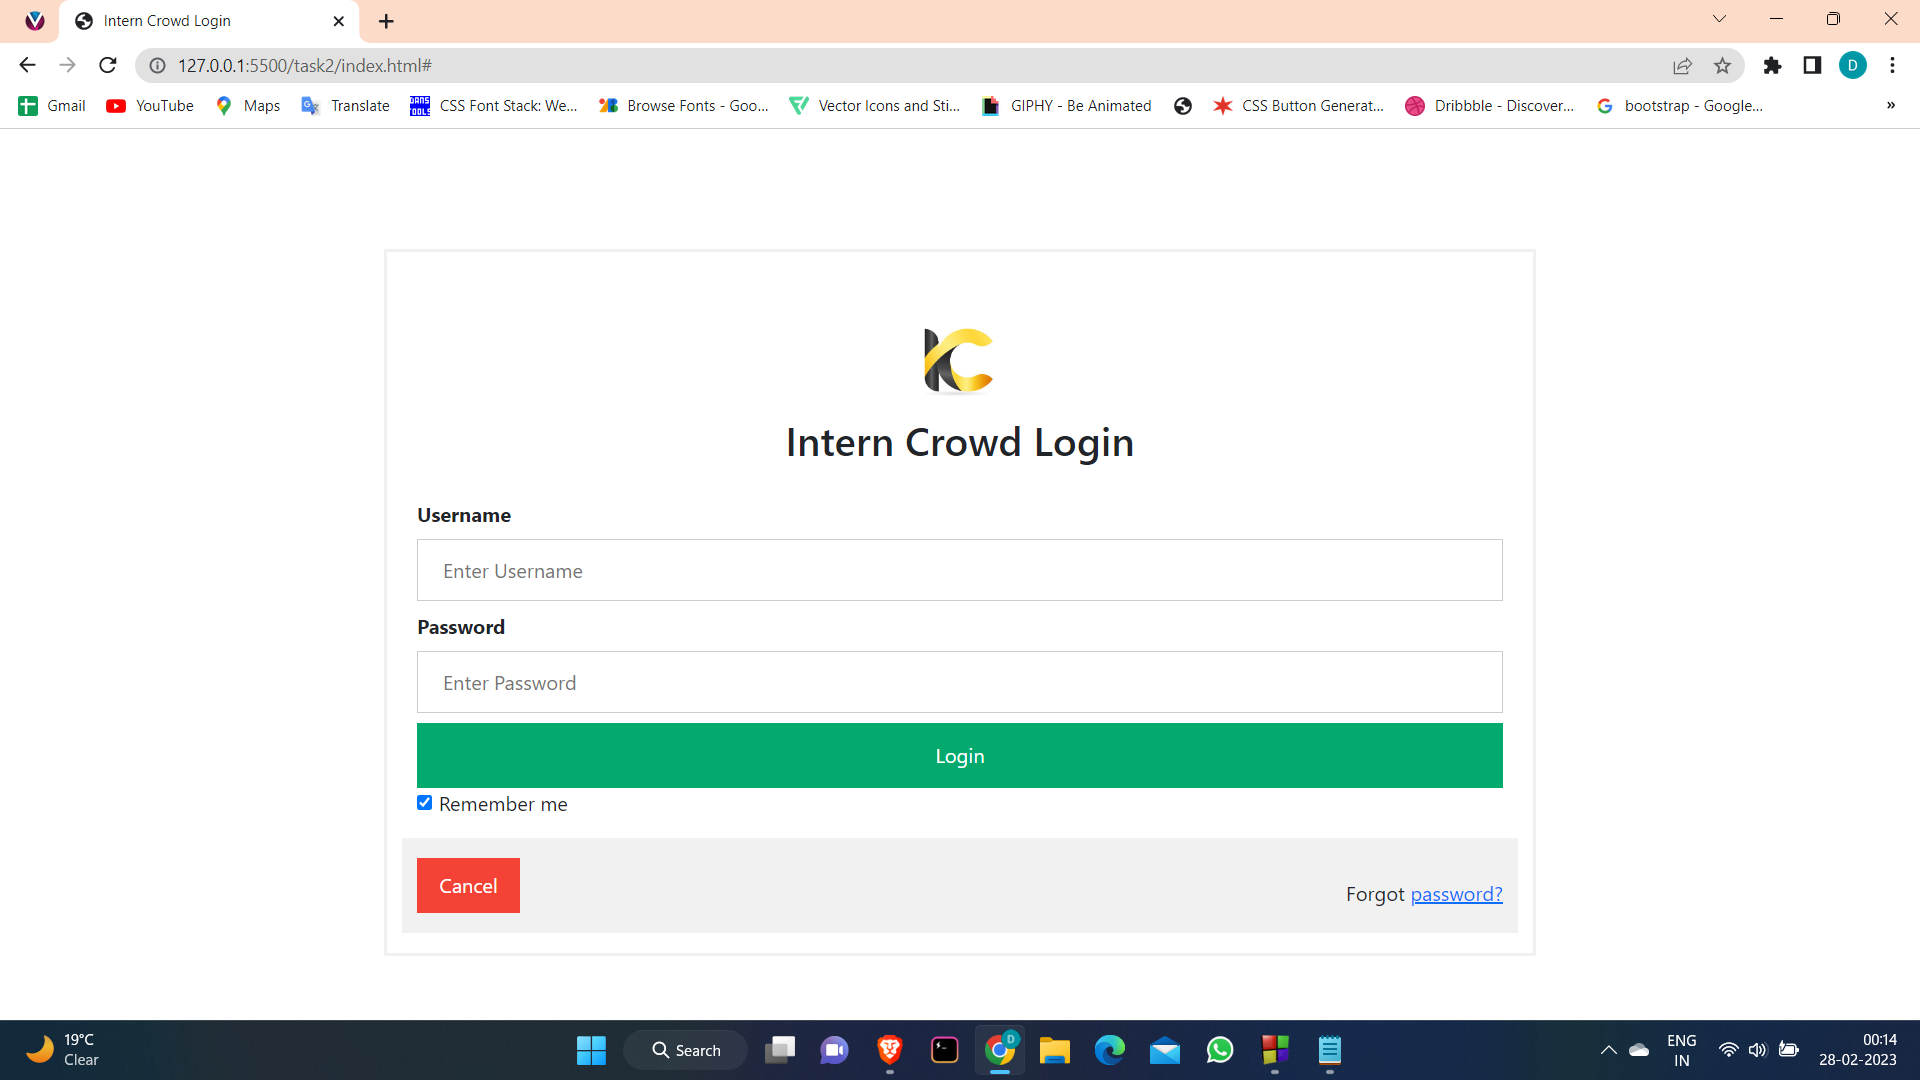 Intern Crowd Login
127.0.0.1:5500/task2/index.html#
D
Gmail YouTube Maps Translate CSS Font Stack: We... Browse Fonts - Goo... Vector Icons and Sti... GIPHY - Be Animated CSS Button Generat... Dribbble - Discover... bootstrap - Google... »
IC
Intern Crowd Login
Username
Enter Username
Password
Enter Password
Login
Remember me
Cancel
Forgot password?
19°C
Clear
Search
D
ENG
IN
00:14
28-02-2023